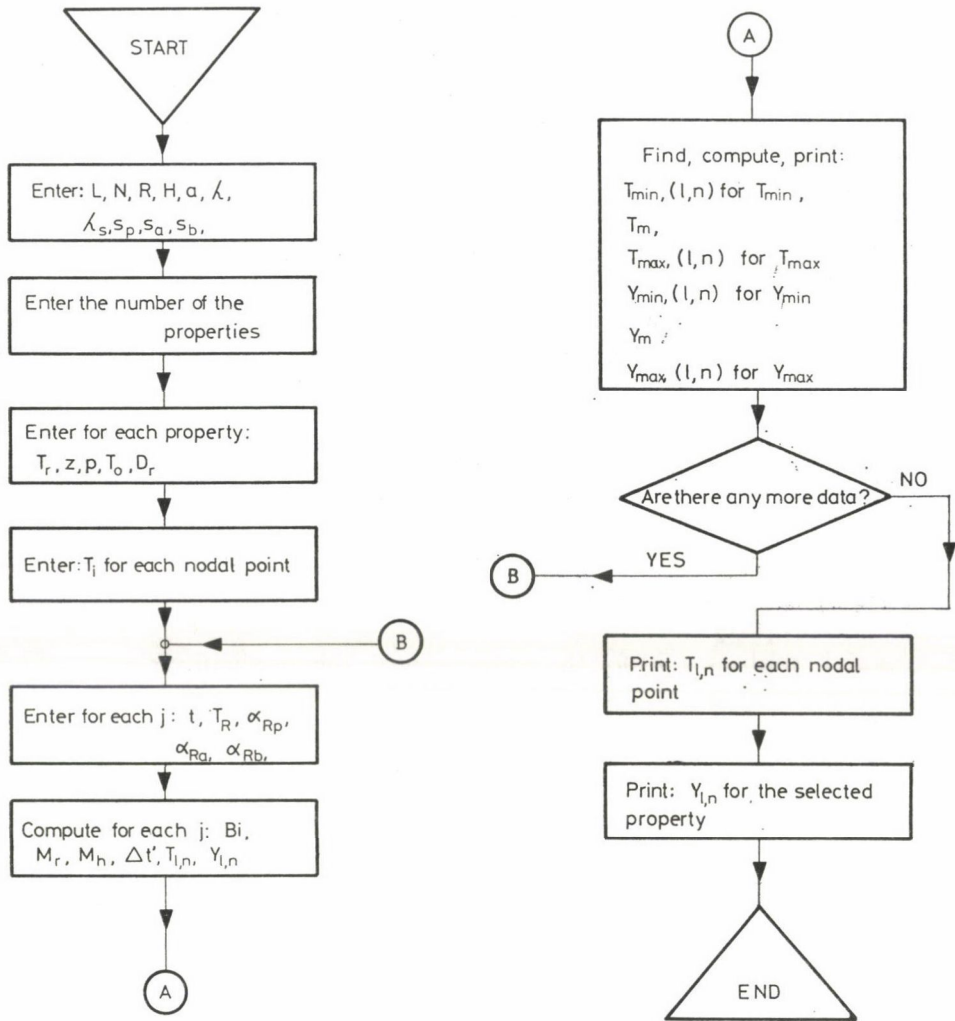 START
Enter: L, N, R, H, a, λ,
λs, sp, sa, sb,
Enter the number of the
properties
Enter for each property:
Tr, z, p, To, Dr
Enter: Ti for each nodal point
B
Enter for each j: t, TR, αRp,
αRa, αRb,
Compute for each j: Bi,
Mr, Mh, Δt', Tl,n, Yl,n
A
A
Find, compute, print:
Tmin, (l,n) for Tmin,
Tm,
Tmax, (l,n) for Tmax
Ymin, (l,n) for Ymin
Ym
Ymax, (l,n) for Ymax
Are there any more data?
NO
YES
B
Print: Tl,n for each nodal
point
Print: Yl,n for the selected
property
END